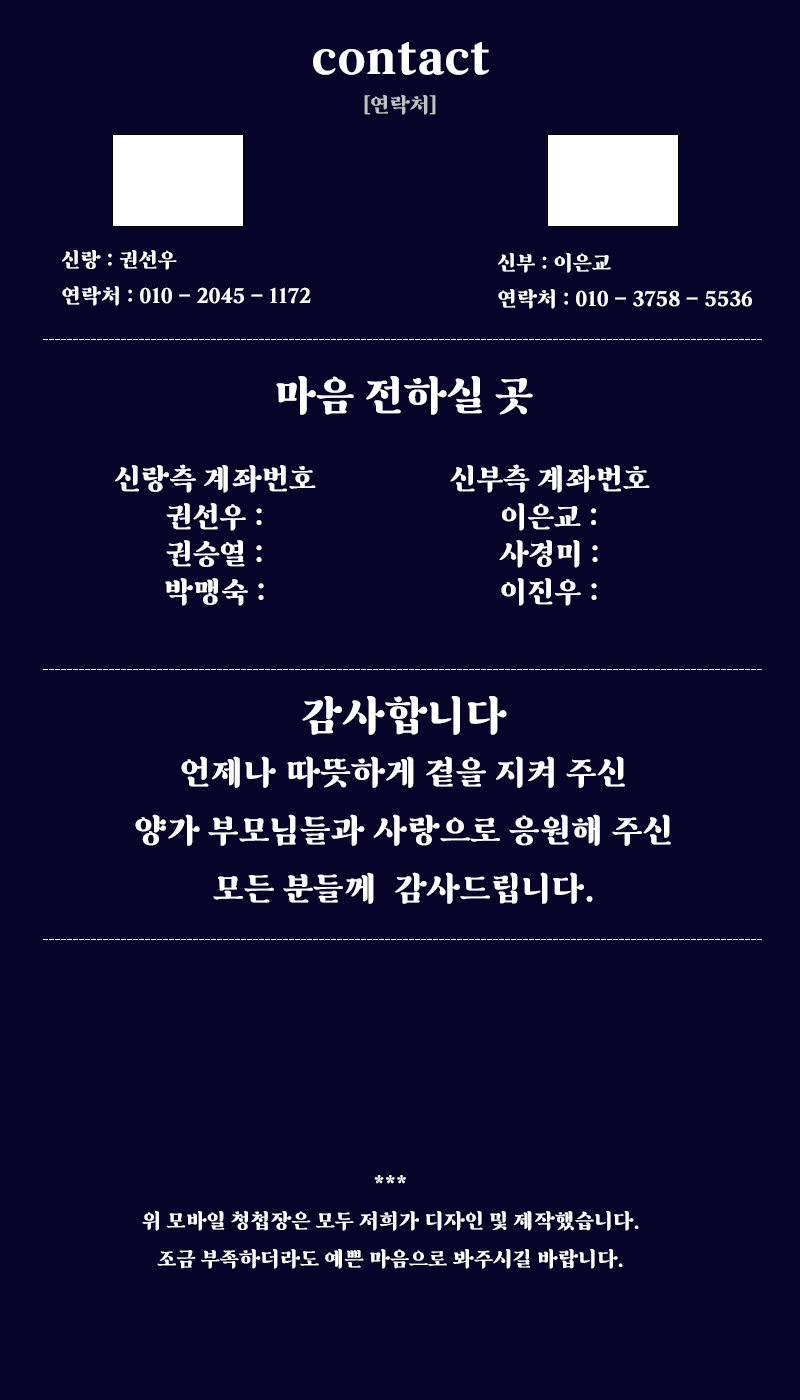 contact
[연락처]
신랑 : 권선우
연락처 : 010 - 2045 - 1172
신부 : 이은교
연락처 : 010 - 3758 - 5536
마음 전하실 곳
신랑측 계좌번호
권선우 :
권승열 :
박맹숙 :
신부측 계좌번호
이은교 :
사경미 :
이진우 :
감사합니다
언제나 따뜻하게 곁을 지켜 주신
양가 부모님들과 사랑으로 응원해 주신
모든 분들께 감사드립니다.
***
위 모바일 청첩장은 모두 저희가 디자인 및 제작했습니다.
조금 부족하더라도 예쁜 마음으로 봐주시길 바랍니다.